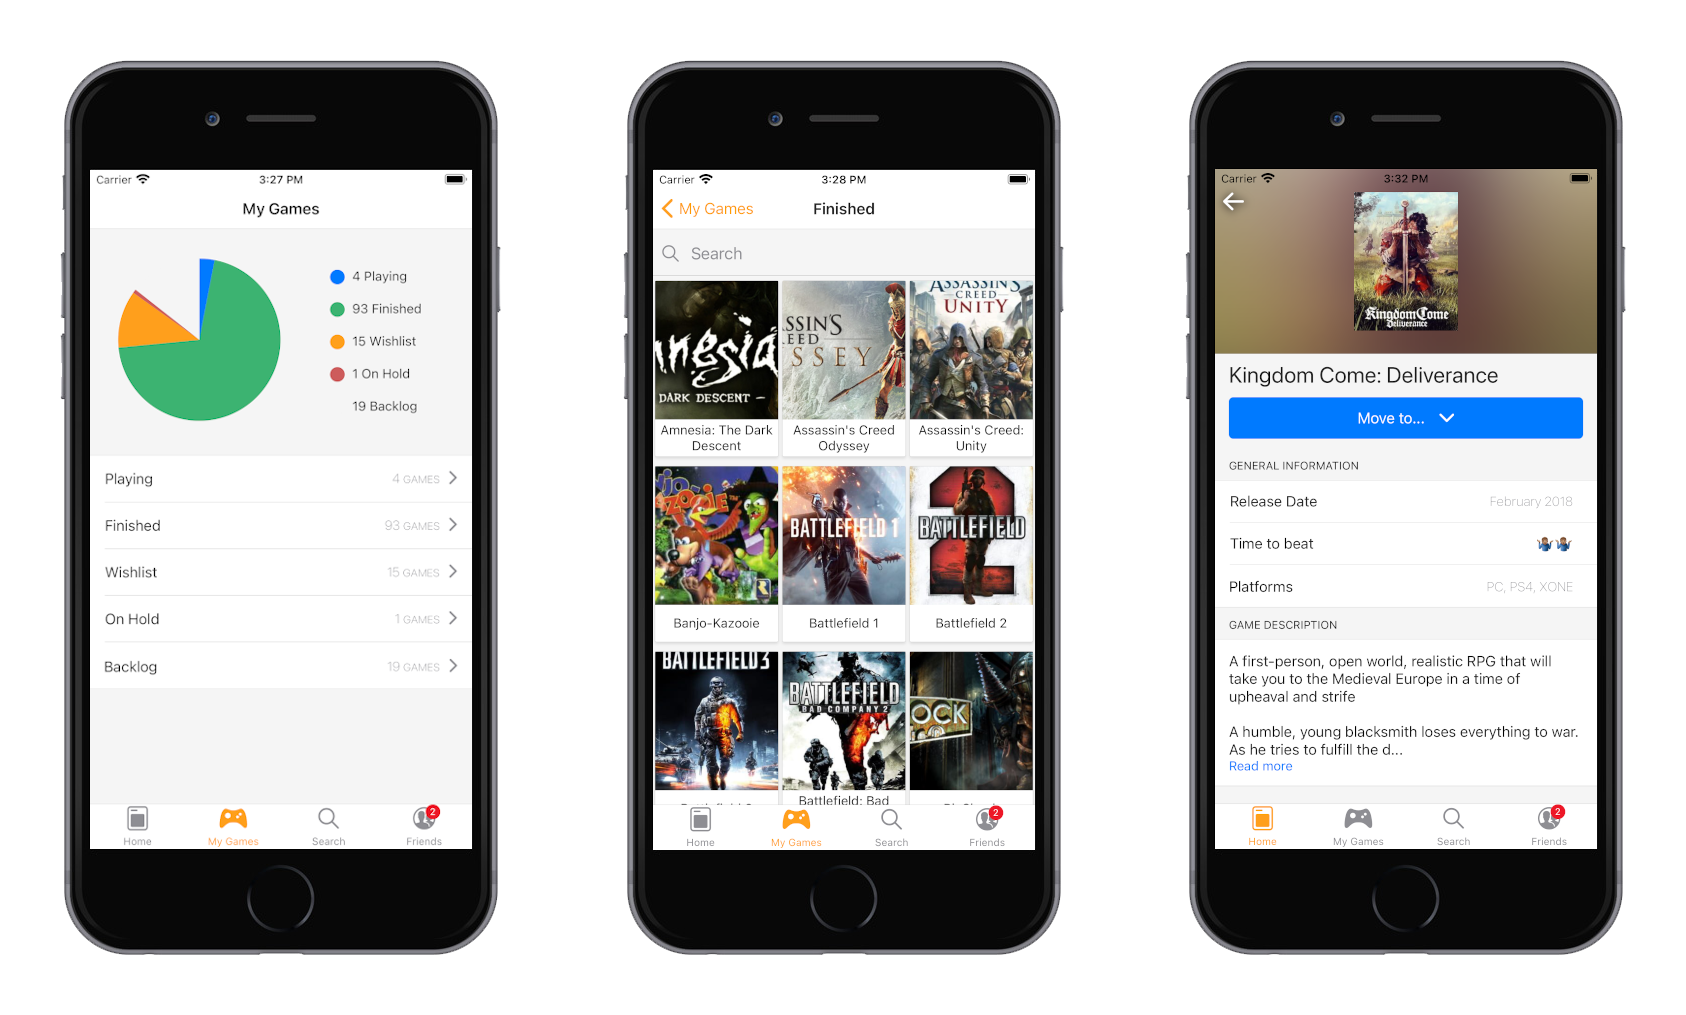 Carrier
3:27 PM
My Games
4 Playing
93 Finished
15 Wishlist
1 On Hold
19 Backlog
Playing
4 GAMES
Finished
93 GAMES
Wishlist
15 GAMES
On Hold
1 GAMES
Backlog
19 GAMES
Home
My Games
Search
2
Friends
Carrier
3:28 PM
My Games
Finished
Search
DARK DESCENT
Amnesia: The Dark
Descent
Assassin's Creed
Odyssey
ASSASSIN'S
CREED
UNITY
Assassin's Creed:
Unity
Banjo-Kazooie
BATTLEFIELD 1
Battlefield 1
BATTLEFIELD
2
Battlefield 2
BATTLEFIELD 3
BATTLEFIELD
BAD COMPANY 2
Battlefield: Bad
OCK
Home
My Games
Search
2
Friends
Carrier
3:32 PM
Kingdom Come
Deliverance
Kingdom Come: Deliverance
Move to...
GENERAL INFORMATION
Release Date
February 2018
Time to beat
Platforms
PC, PS4, XONE
GAME DESCRIPTION
A first-person, open world, realistic RPG that will
take you to the Medieval Europe in a time of
upheaval and strife
A humble, young blacksmith loses everything to war.
As he tries to fulfill the d...
Read more
Home
My Games
Search
2
Friends